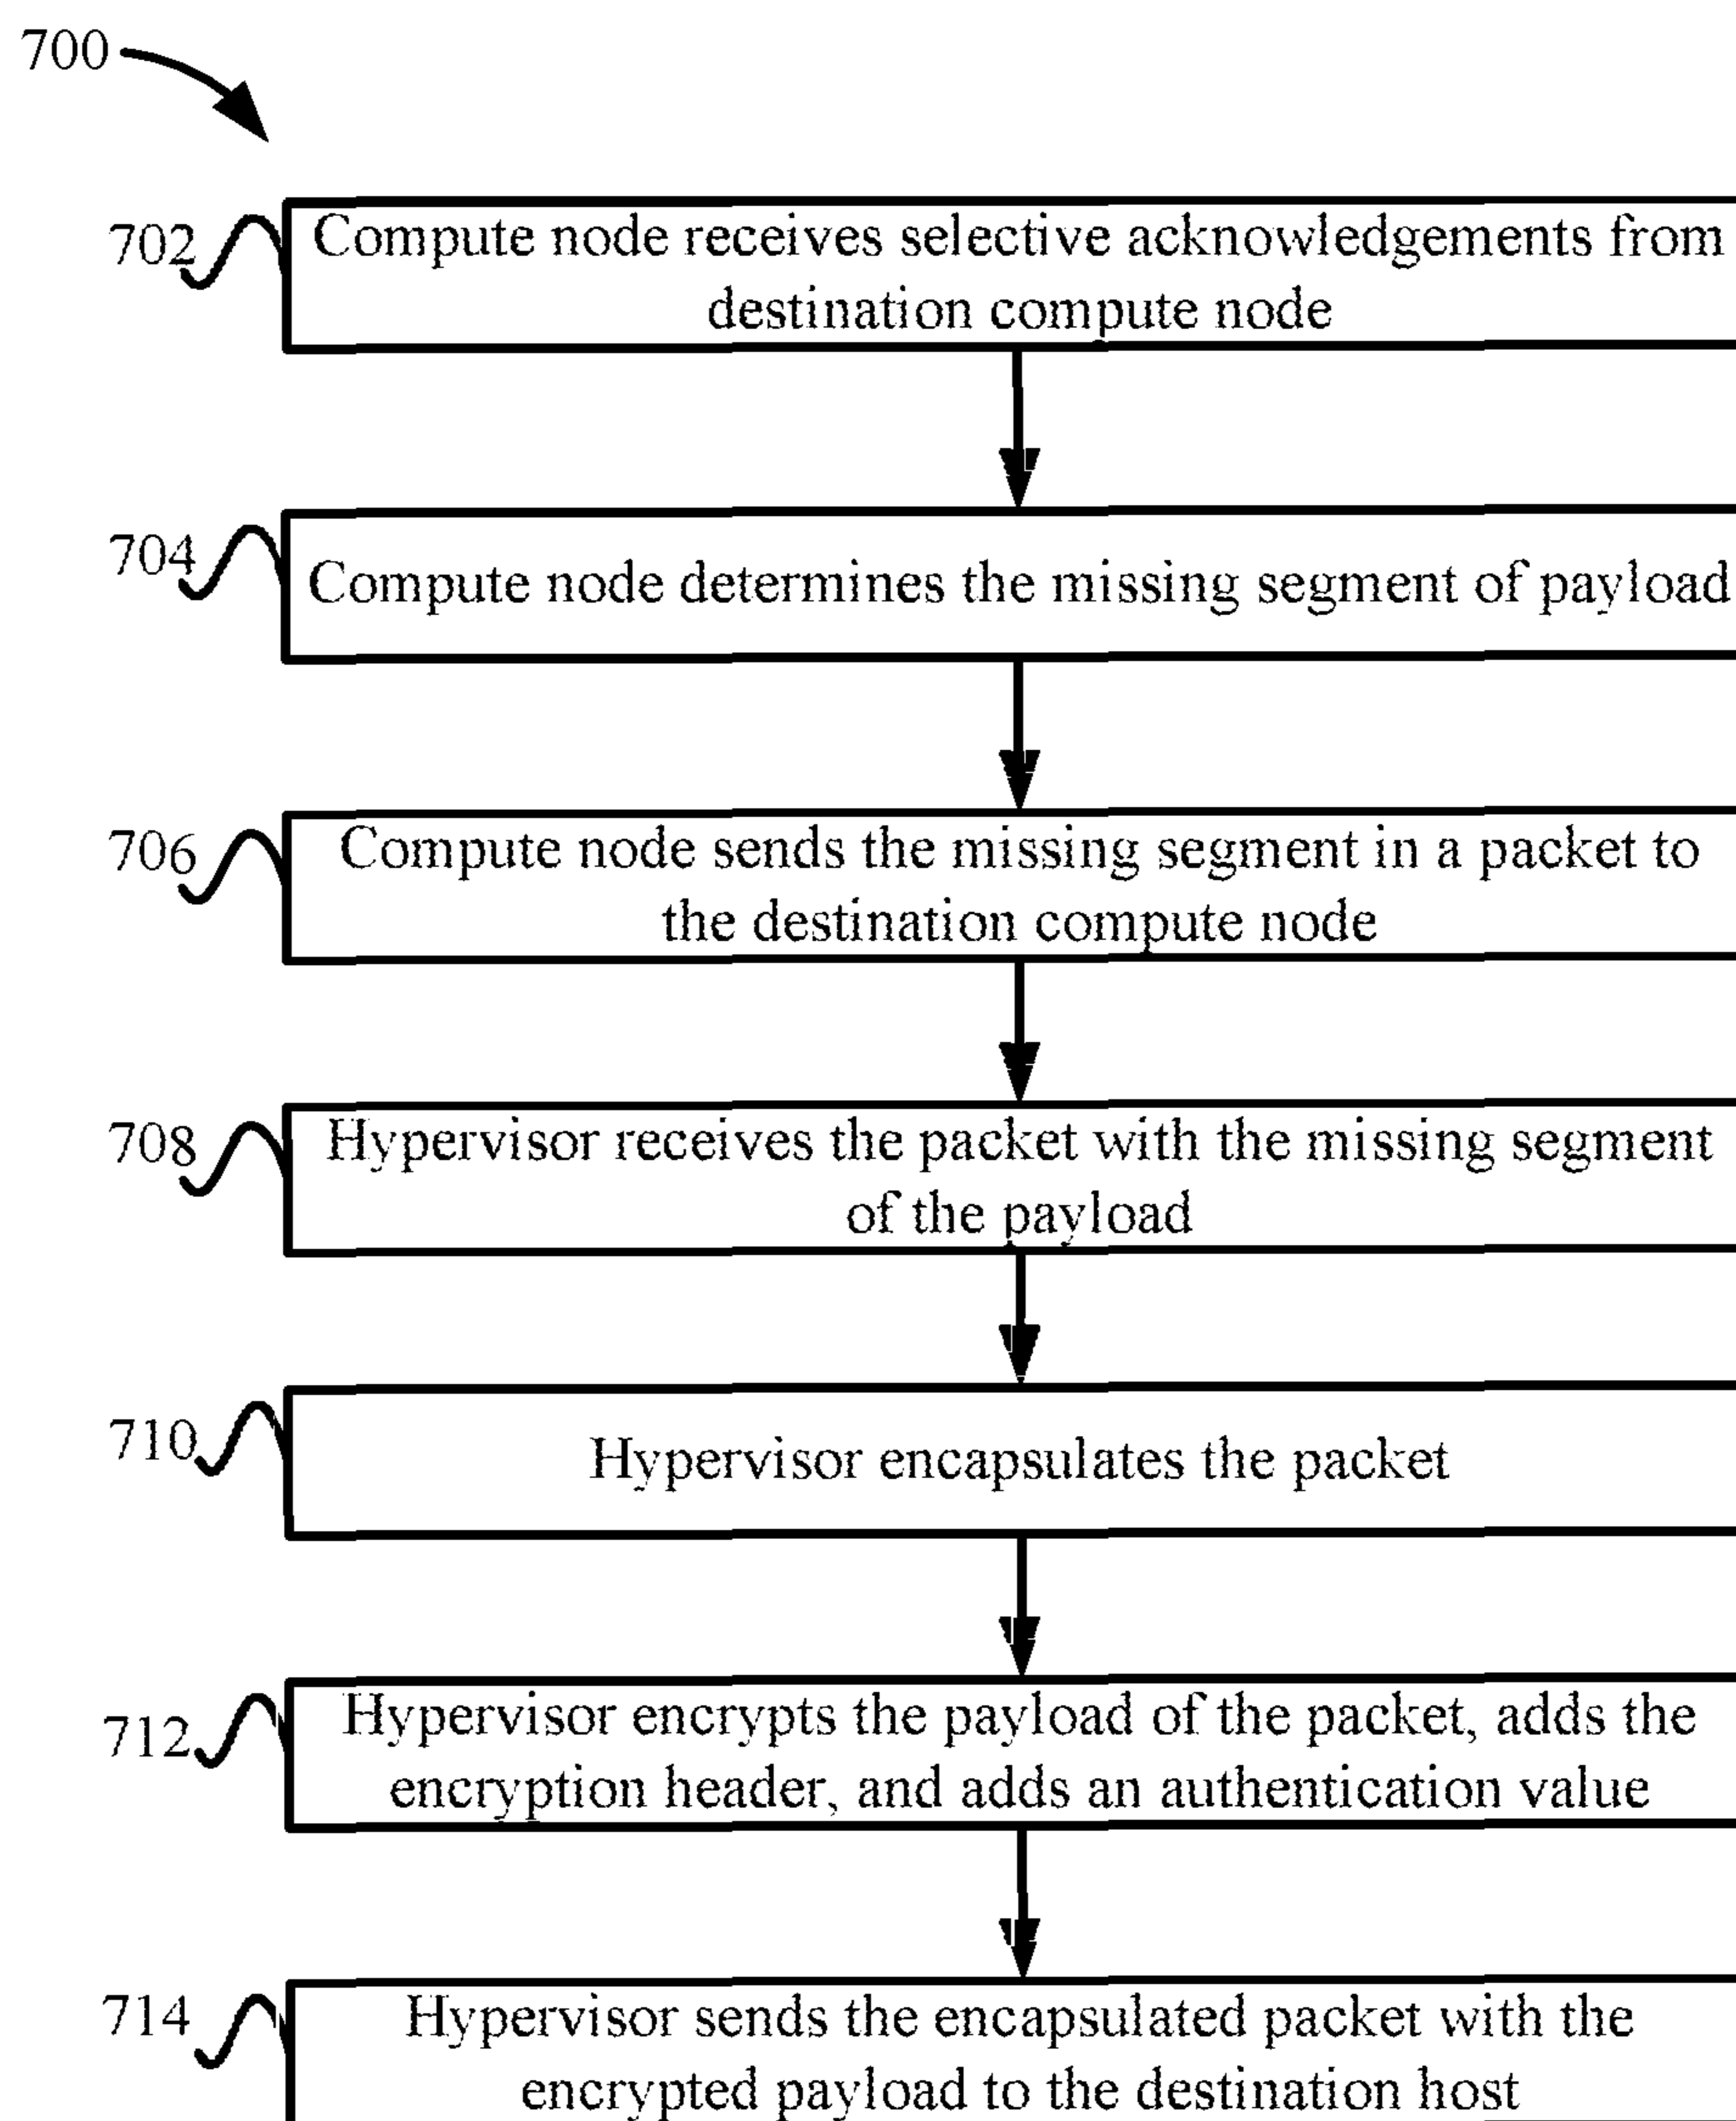 700
702
Compute node receives selective acknowledgements from
destination compute node
704
Compute node determines the missing segment of payload
706
Compute node sends the missing segment in a packet to
the destination compute node
708
Hypervisor receives the packet with the missing segment
of the payload
710
Hypervisor encapsulates the packet
712
Hypervisor encrypts the payload of the packet, adds the
encryption header, and adds an authentication value
714
Hypervisor sends the encapsulated packet with the
encrypted payload to the destination host